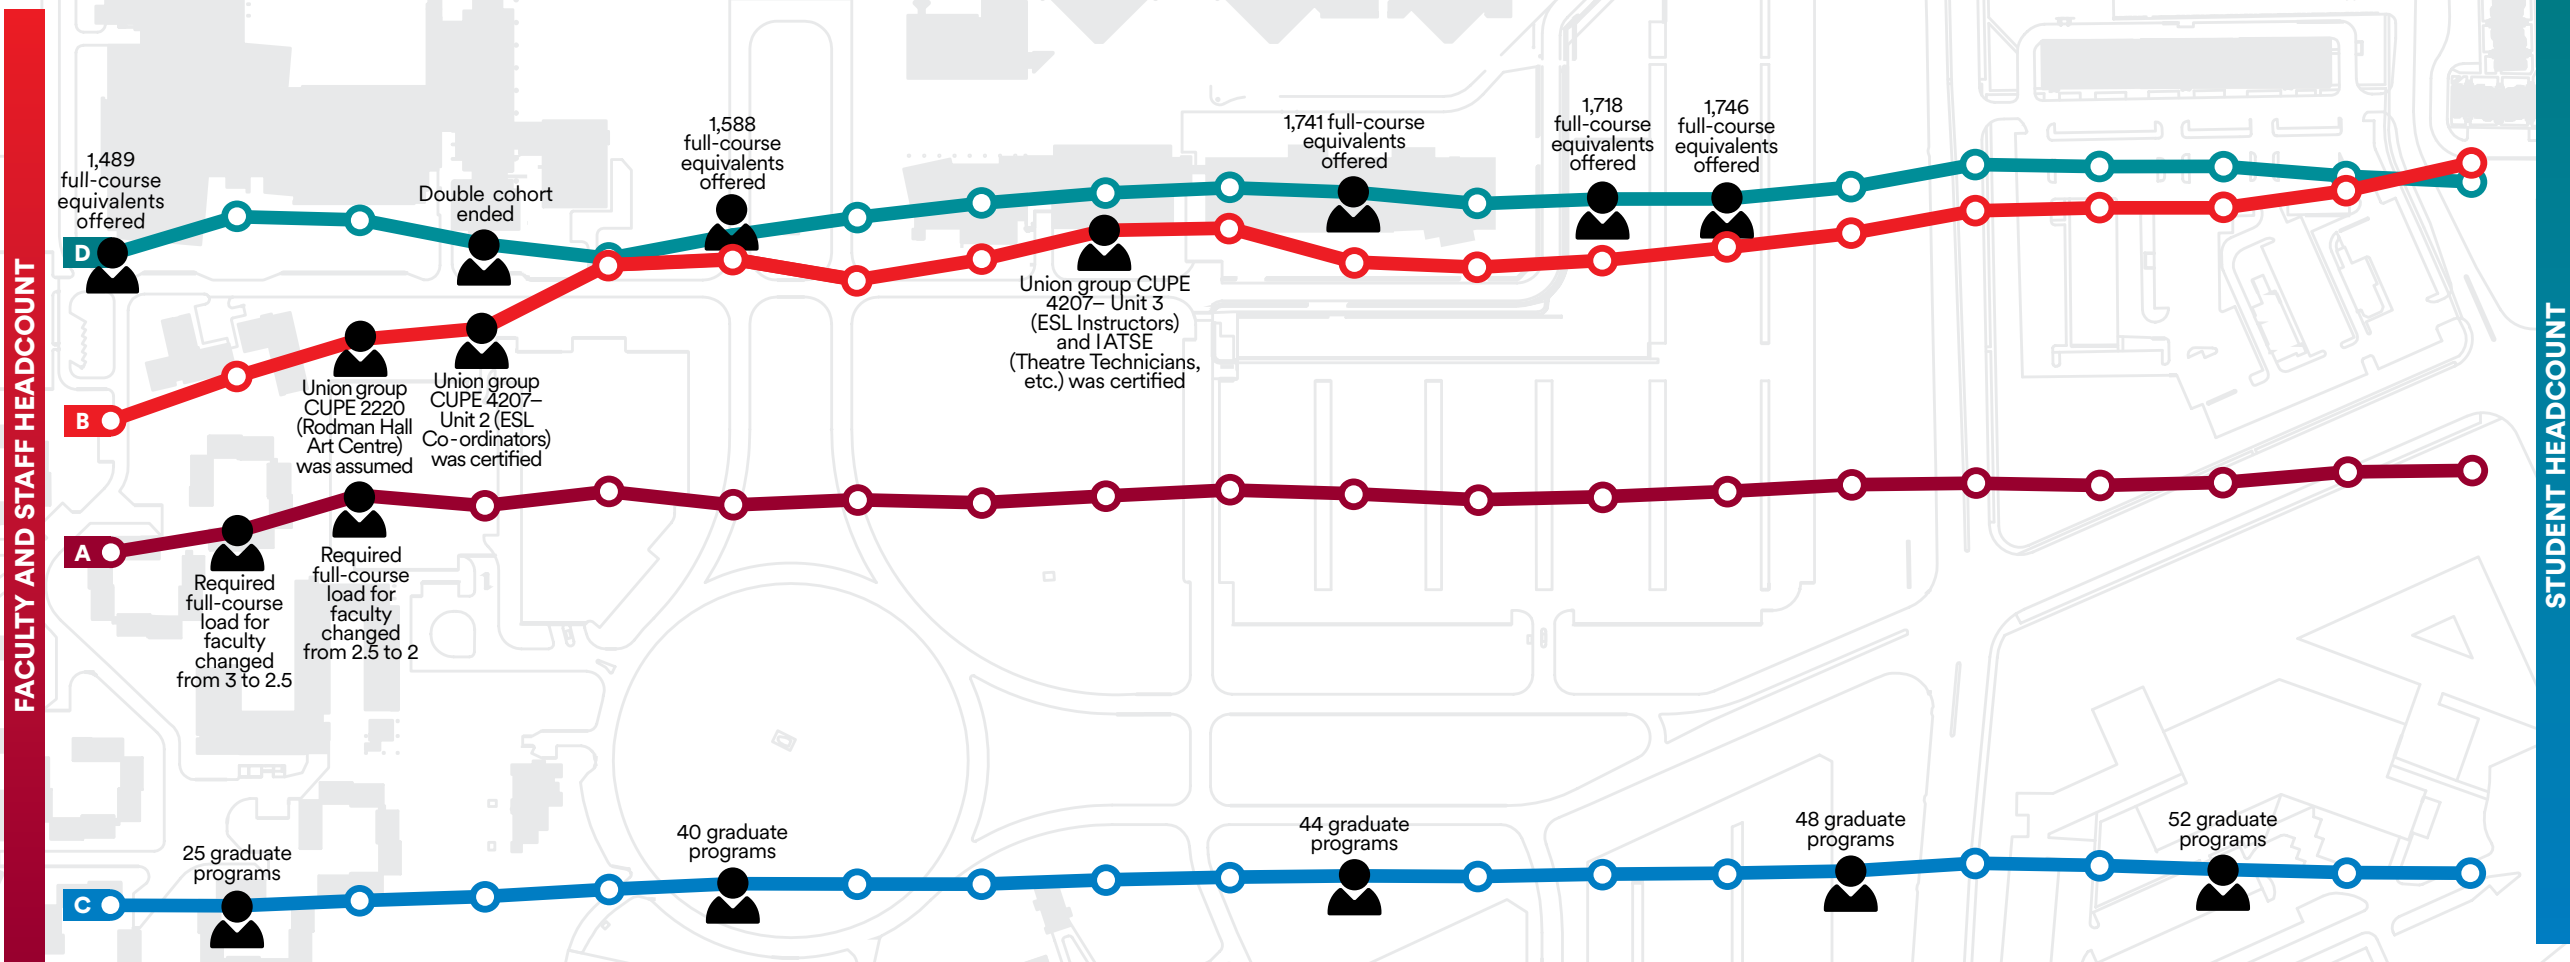 FACULTY AND STAFF HEADCOUNT
STUDENT HEADCOUNT
D
1,489
full-course
equivalents
offered
Double cohort
ended
1,588
full-course
equivalents
offered
1,741 full-course
equivalents
offered
1,718
full-course
equivalents
offered
1,746
full-course
equivalents
offered
B
Union group
CUPE 2220
(Rodman Hall
Art Centre)
was assumed
Union group
CUPE 4207–
Unit 2 (ESL
Co-ordinators)
was certified
Union group CUPE
4207– Unit 3
(ESL Instructors)
and IATSE
(Theatre Technicians,
etc.) was certified
A
Required
full-course
load for
faculty
changed
from 3 to 2.5
Required
full-course
load for
faculty
changed
from 2.5 to 2
C
25 graduate
programs
40 graduate
programs
44 graduate
programs
48 graduate
programs
52 graduate
programs